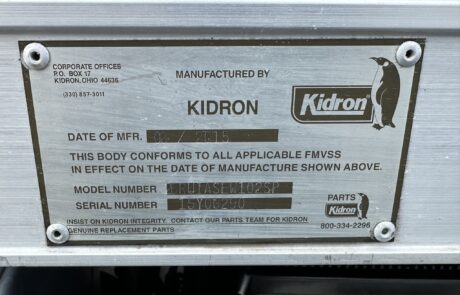 CORPORATE OFFICES
P.O. BOX 17
KIDRON, OHIO 44636
(330) 857-3011
MANUFACTURED BY
KIDRON
Kidron
DATE OF MFR.
THIS BODY CONFORMS TO ALL APPLICABLE FMVSS
IN EFFECT ON THE DATE OF MANUFACTURE SHOWN ABOVE.
MODEL NUMBER
SERIAL NUMBER
PARTS
Kidron
800-334-2296
INSIST ON KIDRON INTEGRITY. CONTACT OUR PARTS TEAM FOR KIDRON
GENUINE REPLACEMENT PARTS